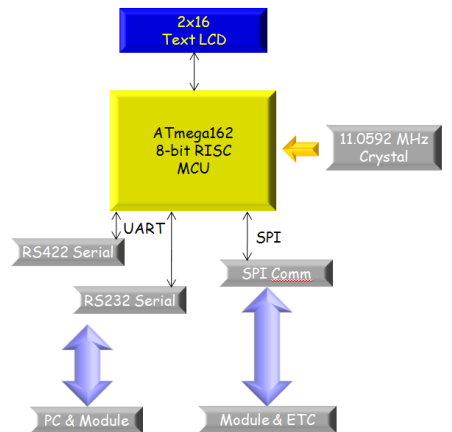 2x16
Text LCD
ATmega162
8-bit RISC
MCU
11.0592 MHz
Crystal
UART
SPI
RS422 Serial
SPI Comm
RS232 Serial
PC & Module
Module & ETC